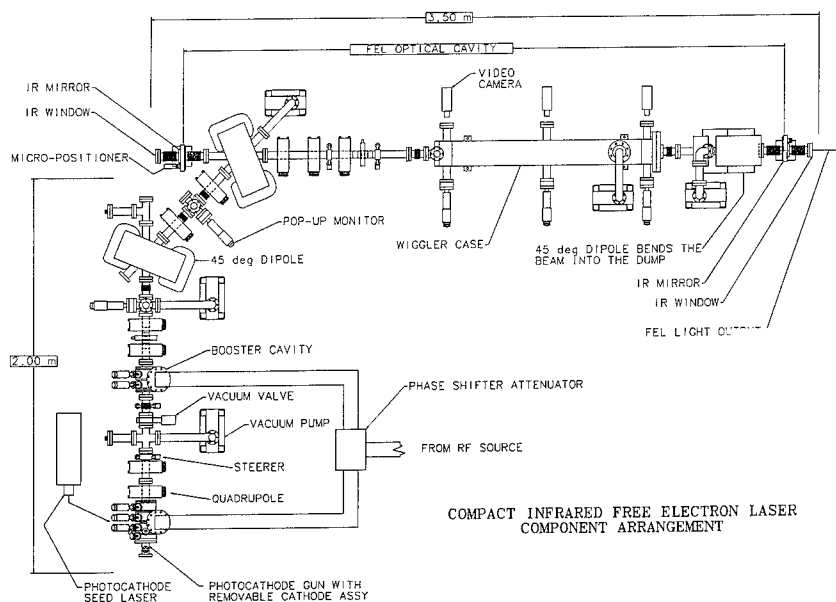 3.50 m
FEL OPTICAL CAVITY
VIDEO
CAMERA
IR MIRROR
IR WINDOW
MICRO-POSITIONER
POP-UP MONITOR
WIGGLER CASE
45 deg DIPOLE BENDS THE
BEAM INTO THE DUMP
45 deg DIPOLE
IR MIRROR
IR WINDOW
FEL LIGHT OUTPUT
2.00 m
BOOSTER CAVITY
PHASE SHIFTER ATTENUATOR
VACUUM VALVE
VACUUM PUMP
FROM RF SOURCE
STEERER
QUADRUPOLE
COMPACT INFRARED FREE ELECTRON LASER
COMPONENT ARRANGEMENT
PHOTOCATHODE
SEED LASER
PHOTOCATHODE GUN WITH
REMOVABLE CATHODE ASSY